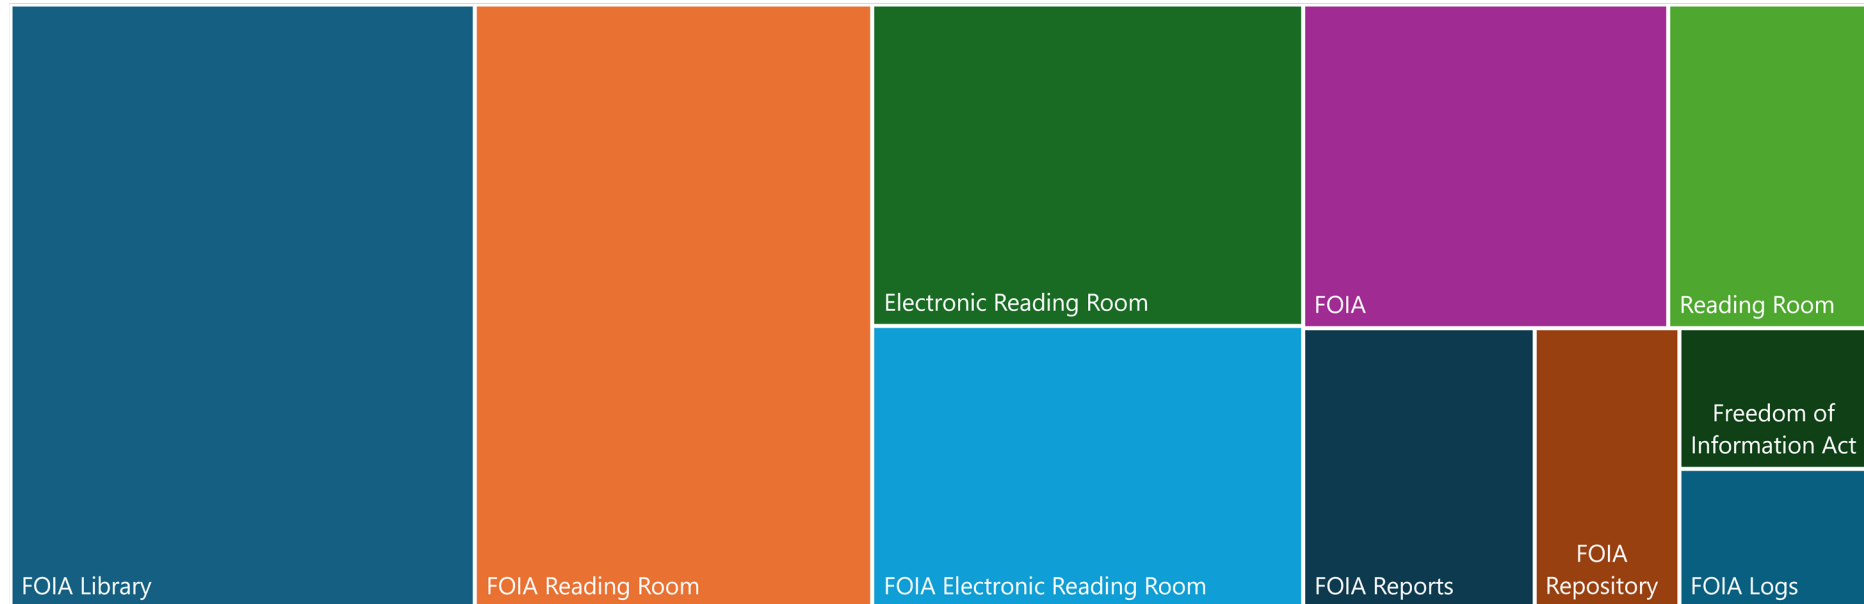 FOIA Library
FOIA Reading Room
Electronic Reading Room
FOIA Electronic Reading Room
FOIA
Reading Room
FOIA Reports
FOIA
Repository
Freedom of
Information Act
FOIA Logs